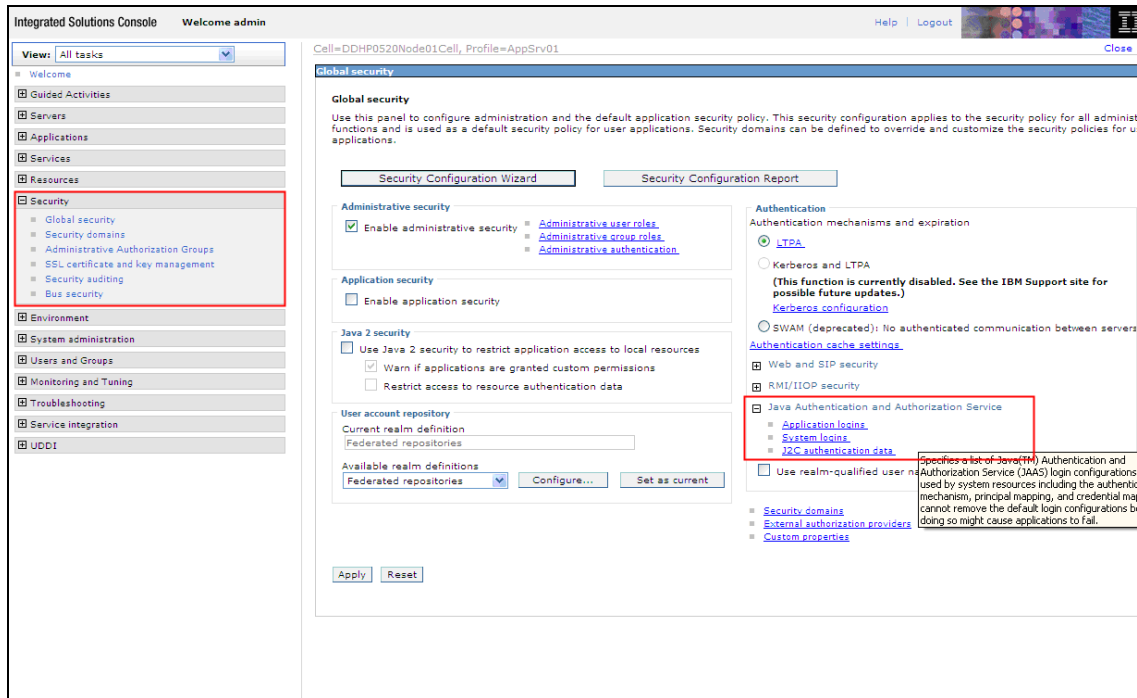 Integrated Solutions Console Welcome admin
Help | Logout
View: All tasks
Welcome
Guided Activities
Servers
Applications
Services
Resources
Security
Global security
Security domains
Administrative Authorization Groups
SSL certificate and key management
Security auditing
Bus security
Environment
System administration
Users and Groups
Monitoring and Tuning
Troubleshooting
Service integration
UDDI
Cell=DDHP0520Node01Cell, Profile=AppSrv01
Close
Global security
Global security
Use this panel to configure administration and the default application security policy. This security configuration applies to the security policy for all administ
functions and is used as a default security policy for user applications. Security domains can be defined to override and customize the security policies for u
applications.
Security Configuration Wizard
Security Configuration Report
Administrative security
Enable administrative security
Administrative user roles
Administrative group roles
Administrative authentication
Application security
Enable application security
Java 2 security
Use Java 2 security to restrict application access to local resources
Warn if applications are granted custom permissions
Restrict access to resource authentication data
User account repository
Current realm definition
Federated repositories
Available realm definitions
Federated repositories
Configure...
Set as current
Authentication
Authentication mechanisms and expiration
LTPA
Kerberos and LTPA
(This function is currently disabled. See the IBM Support site for
possible future updates.)
Kerberos configuration
SWAM (deprecated): No authenticated communication between servers
Authentication cache settings
Web and SIP security
RMI/IIOP security
Java Authentication and Authorization Service
Application logins
System logins
J2C authentication data
Use realm-qualified user na
Specifies a list of Java(TM) Authentication and
Authorization Service (JAAS) login configurations
used by system resources including the authentic
mechanism, principal mapping, and credential ma
cannot remove the default login configurations b
doing so might cause applications to fail.
Security domains
External authorization providers
Custom properties
Apply
Reset